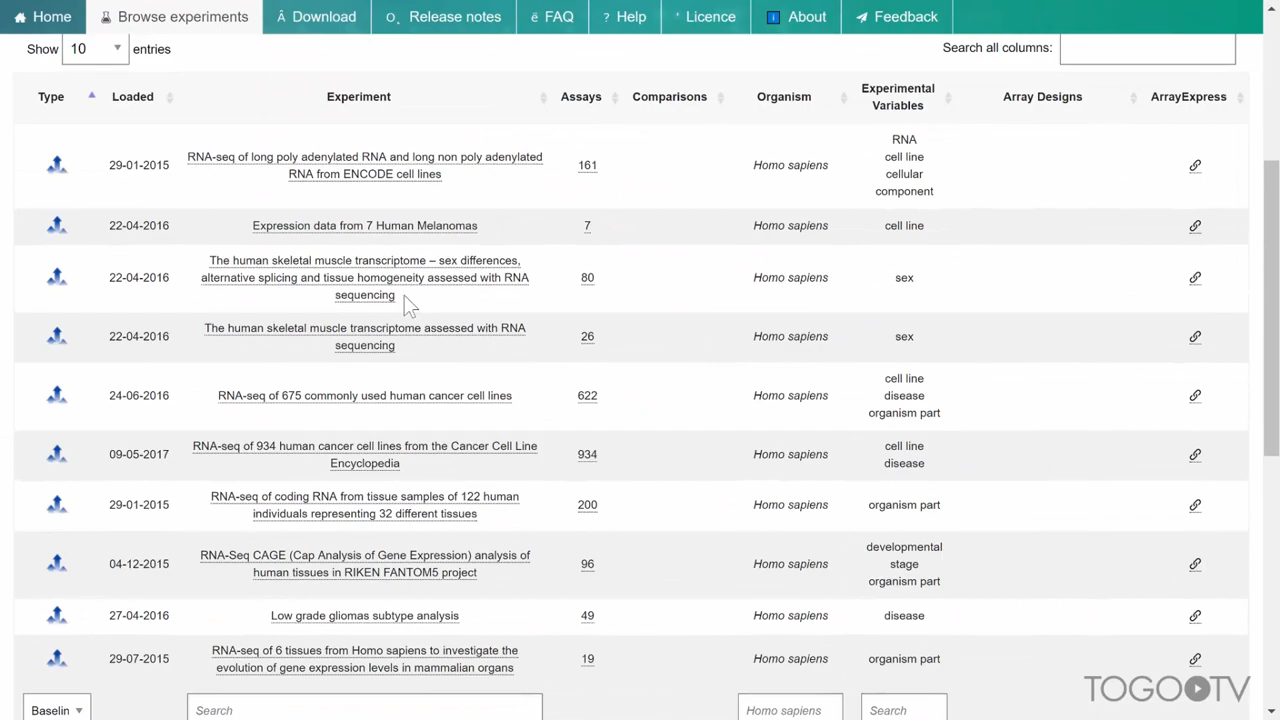 Home Browse experiments Download Release notes FAQ ? Help Licence About Feedback
Show 10 entries Search all columns:
Type Loaded Experiment Assays Comparisons Organism Experimental Variables Array Designs ArrayExpress
29-01-2015 RNA-seq of long poly adenylated RNA and long non poly adenylated 161 Homo sapiens RNA
RNA from ENCODE cell lines cell line
cellular
component
22-04-2016 Expression data from 7 Human Melanomas 7 Homo sapiens cell line
The human skeletal muscle transcriptome – sex differences,
22-04-2016 alternative splicing and tissue homogeneity assessed with RNA 80 Homo sapiens sex
sequencing
22-04-2016 The human skeletal muscle transcriptome assessed with RNA 26 Homo sapiens sex
sequencing
cell line
24-06-2016 RNA-seq of 675 commonly used human cancer cell lines 622 Homo sapiens disease
organism part
09-05-2017 RNA-seq of 934 human cancer cell lines from the Cancer Cell Line 934 Homo sapiens cell line
Encyclopedia disease
29-01-2015 RNA-seq of coding RNA from tissue samples of 122 human 200 Homo sapiens organism part
individuals representing 32 different tissues
developmental
04-12-2015 RNA-Seq CAGE (Cap Analysis of Gene Expression) analysis of 96 Homo sapiens stage
human tissues in RIKEN FANTOM5 project organism part
27-04-2016 Low grade gliomas subtype analysis 49 Homo sapiens disease
29-07-2015 RNA-seq of 6 tissues from Homo sapiens to investigate the 19 Homo sapiens organism part
evolution of gene expression levels in mammalian organs
Baselin Search Homo sapiens Search
TOGO TV